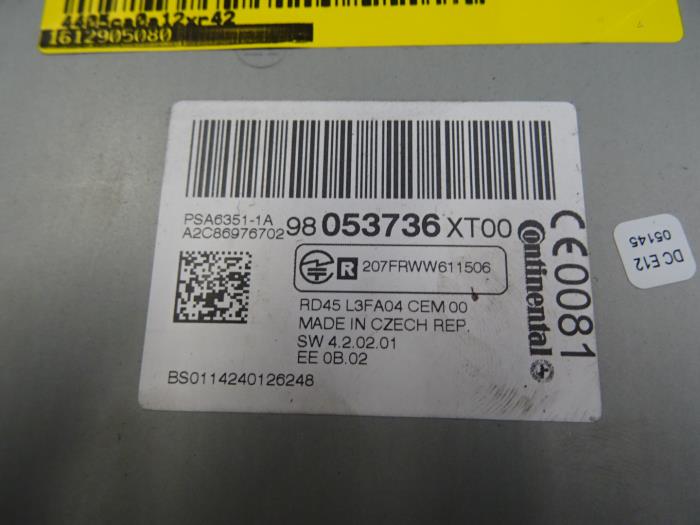 4405ca0a12xr42
1612905080
PSA6351-1A
A2C86976702
98 053736 XT00
R 207FRWW611506
RD45 L3FA04 CEM 00
MADE IN CZECH REP.
SW 4.2.02.01
EE 0B.02
BS0114240126248
Continental
CE0081
DC E12
05145